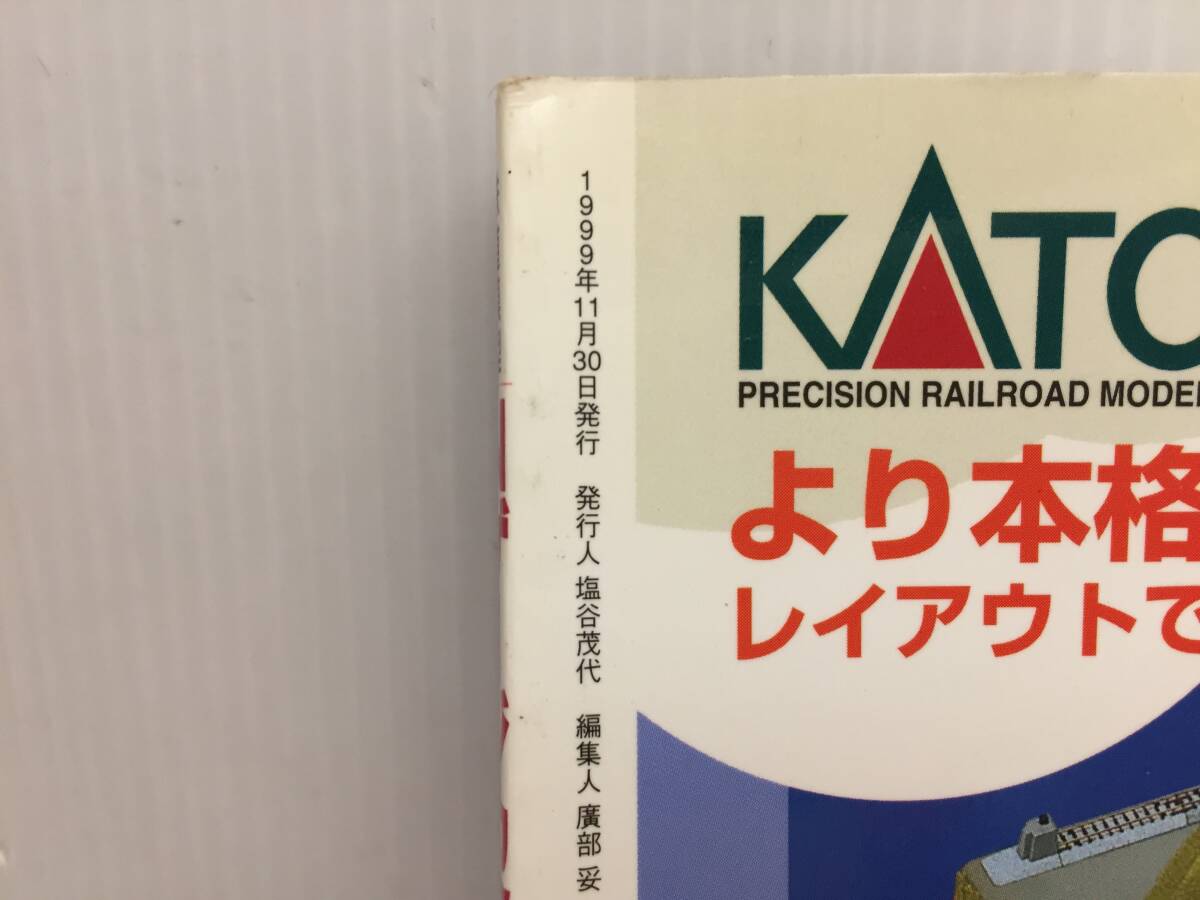 1999年11月30日発行　発行人 塩谷茂代　編集人 廣部 妥
KATO
PRECISION RAILROAD MODEL
より本格
レイアウトで